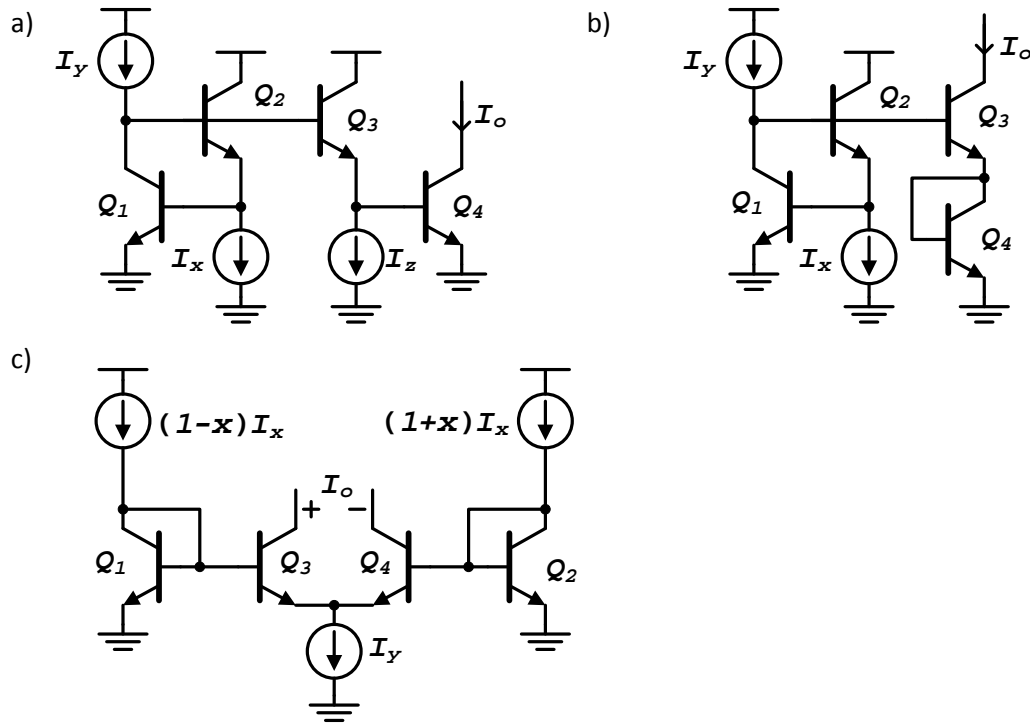 a)
I_Y
Q_2
Q_3
I_o
Q_1
Q_4
I_x
I_z
b)
I_Y
Q_2
I_o
Q_3
Q_1
Q_4
I_x
c)
(1-x)I_x
(1+x)I_x
I_o
+ -
Q_1
Q_3
Q_4
Q_2
I_Y